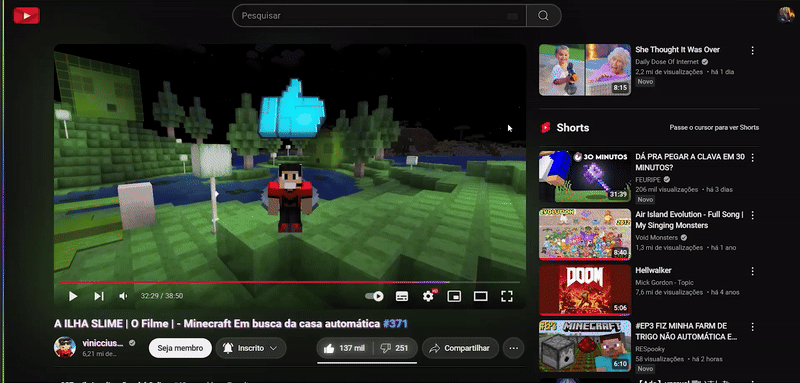 Pesquisar
32:29 / 38:50
HD
A ILHA SLIME | O Filme | - Minecraft Em busca da casa automática #371
viniccius...
6,21 mi de...
Seja membro
Inscrito
137 mil
251
Compartilhar
She Thought It Was Over
Daily Dose Of Internet
2,2 mi de visualizações • há 1 dia
Novo
8:15
Shorts
Passe o cursor para ver Shorts
30 MINUTOS
31:39
DÁ PRA PEGAR A CLAVA EM 30
MINUTOS?
FEURIPE
206 mil visualizações • há 3 dias
Novo
EVOLUTION
2012
8:40
Air Island Evolution - Full Song |
My Singing Monsters
Void Monsters
1,3 mi de visualizações • há 1 ano
DOOM
5:06
Hellwalker
Mick Gordon - Topic
7,6 mi de visualizações • há 4 anos
#EP3
MINECRAFT
6:10
#EP3 FIZ MINHA FARM DE
TRIGO NÃO AUTOMÁTICA E...
RESpooky
58 visualizações • há 2 horas
Novo